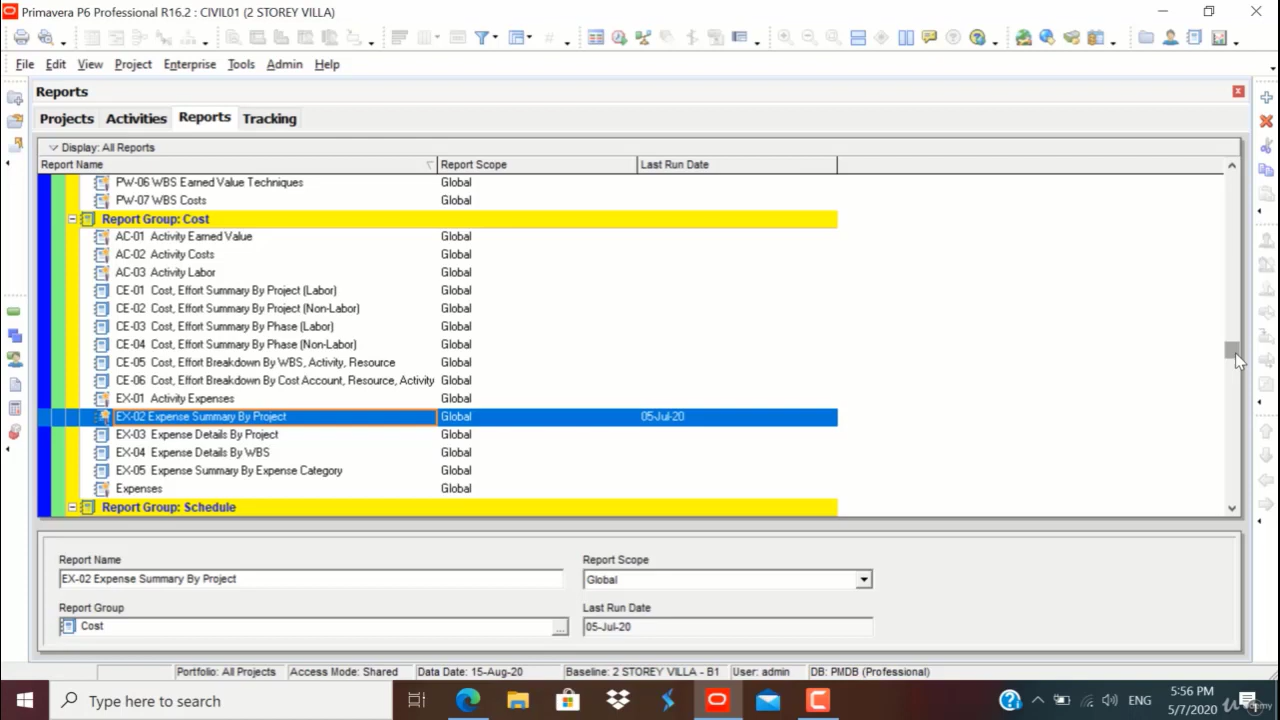 Primavera P6 Professional R16.2 : CIVIL01 (2 STOREY VILLA)
File Edit View Project Enterprise Tools Admin Help
Reports
Projects Activities Reports Tracking
Display: All Reports
Report Name Report Scope Last Run Date
PW-06 WBS Earned Value Techniques Global
PW-07 WBS Costs Global
Report Group: Cost
AC-01 Activity Earned Value Global
AC-02 Activity Costs Global
AC-03 Activity Labor Global
CE-01 Cost, Effort Summary By Project (Labor) Global
CE-02 Cost, Effort Summary By Project (Non-Labor) Global
CE-03 Cost, Effort Summary By Phase (Labor) Global
CE-04 Cost, Effort Summary By Phase (Non-Labor) Global
CE-05 Cost, Effort Breakdown By WBS, Activity, Resource Global
CE-06 Cost, Effort Breakdown By Cost Account, Resource, Activity Global
EX-01 Activity Expenses Global
EX-02 Expense Summary By Project Global 05-Jul-20
EX-03 Expense Details By Project Global
EX-04 Expense Details By WBS Global
EX-05 Expense Summary By Expense Category Global
Expenses Global
Report Group: Schedule
Report Name Report Scope
EX-02 Expense Summary By Project Global
Report Group Last Run Date
Cost ... 05-Jul-20
Portfolio: All Projects Access Mode: Shared Data Date: 15-Aug-20 Baseline: 2 STOREY VILLA - B1 User: admin DB: PMDB (Professional)
Type here to search ENG 5:56 PM
5/7/2020